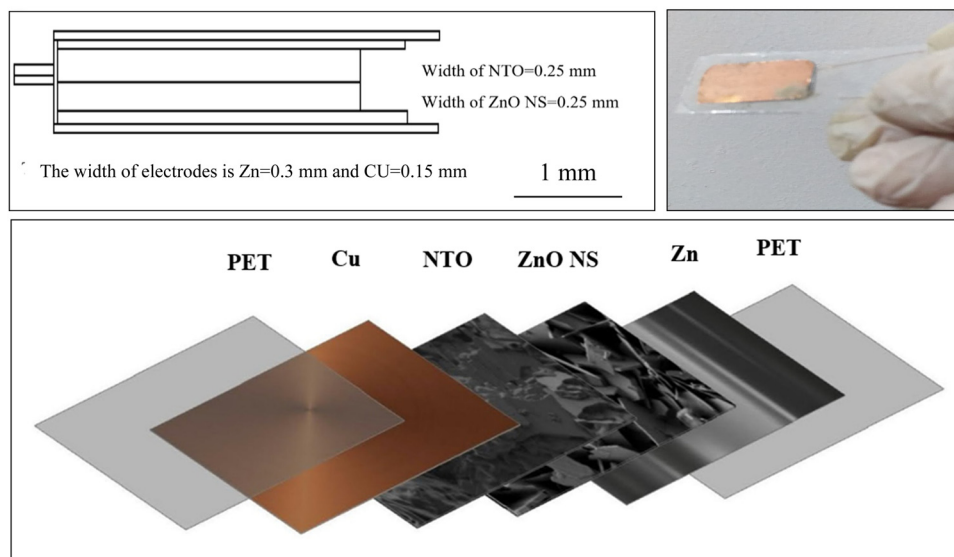 Width of NTO=0.25 mm
Width of ZnO NS=0.25 mm
The width of electrodes is Zn=0.3 mm and CU=0.15 mm
1 mm
PET Cu NTO ZnO NS Zn PET